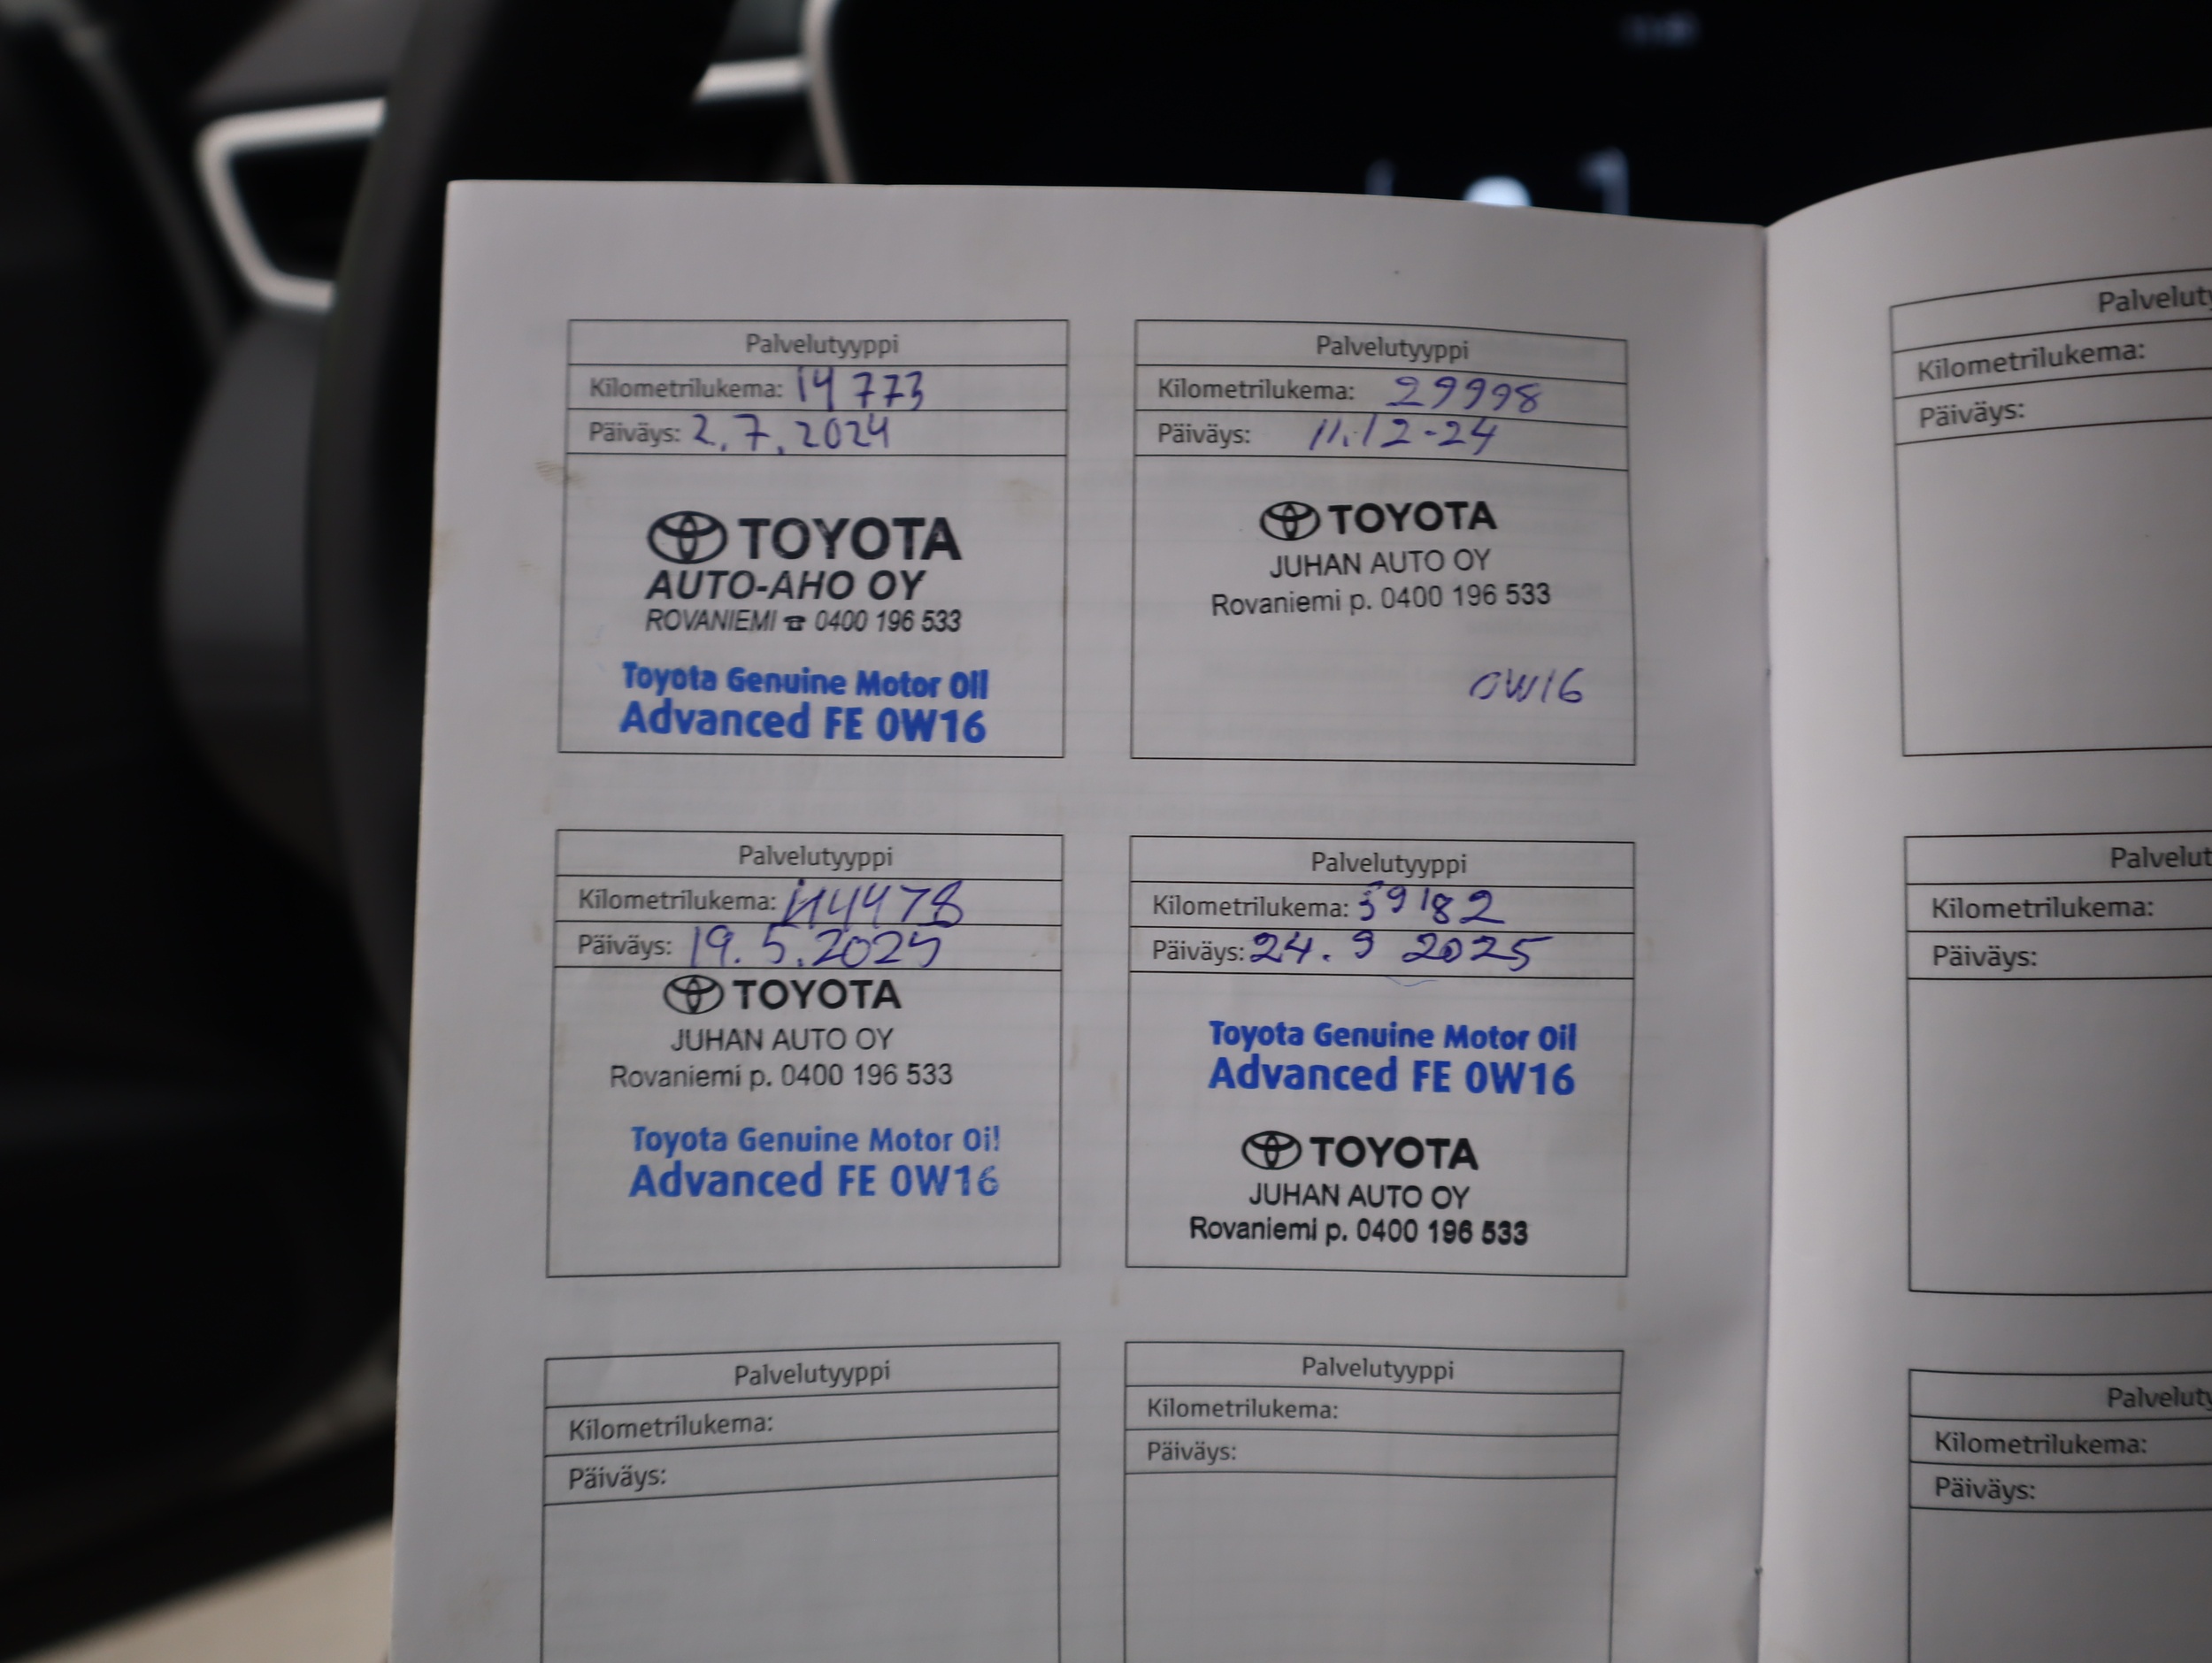 Palvelutyyppi
Kilometrilukema: 14 773
Päiväys: 2.7.2024
TOYOTA
AUTO-AHO OY
ROVANIEMI ☎ 0400 196 533
Toyota Genuine Motor Oil
Advanced FE 0W16
Palvelutyyppi
Kilometrilukema: 29998
Päiväys: 11.12-24
TOYOTA
JUHAN AUTO OY
Rovaniemi p. 0400 196 533
0W16
Palvelutyyppi
Kilometrilukema:
Päiväys: 19.5.2025
TOYOTA
JUHAN AUTO OY
Rovaniemi p. 0400 196 533
Toyota Genuine Motor Oil
Advanced FE 0W16
Palvelutyyppi
Kilometrilukema: 59182
Päiväys: 24.9 2025
Toyota Genuine Motor Oil
Advanced FE 0W16
TOYOTA
JUHAN AUTO OY
Rovaniemi p. 0400 196 533
Palvelutyyppi
Kilometrilukema:
Päiväys:
Palvelutyyppi
Kilometrilukema:
Päiväys:
Kilometrilukema:
Päiväys:
Kilometrilukema:
Päiväys:
Kilometrilukema:
Päiväys: